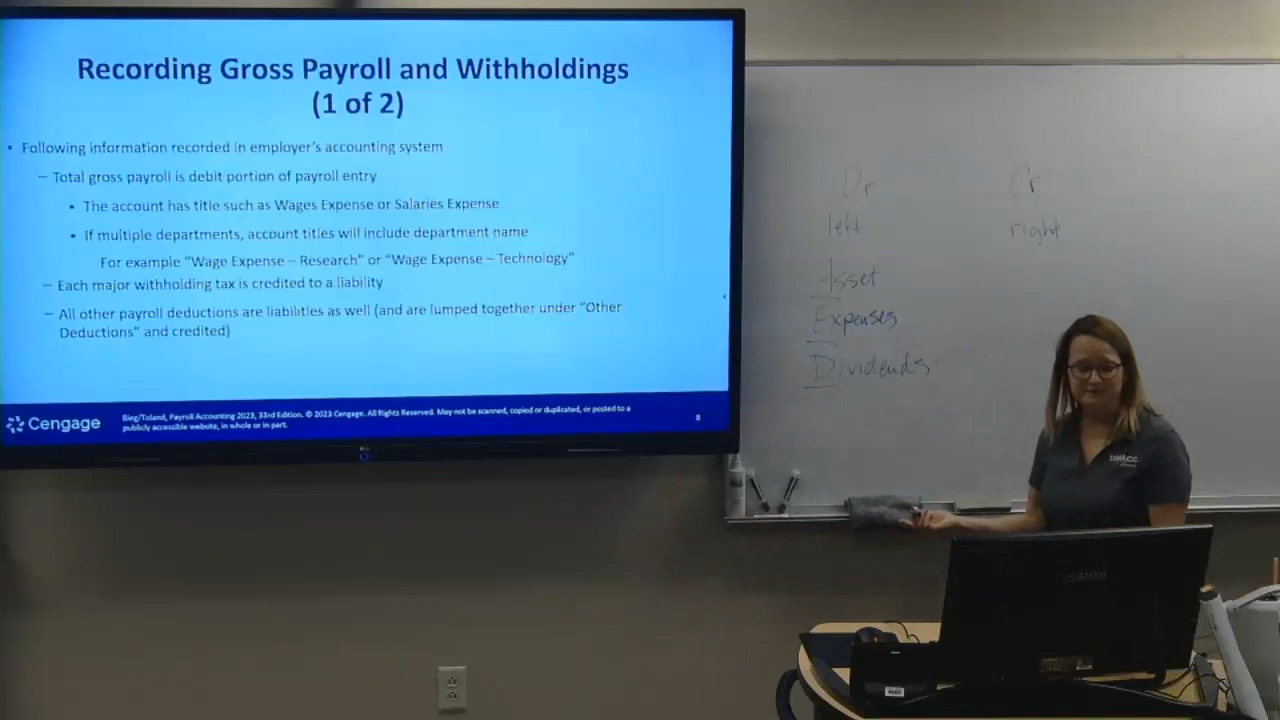 Recording Gross Payroll and Withholdings
(1 of 2)
• Following information recorded in employer's accounting system
– Total gross payroll is debit portion of payroll entry
• The account has title such as Wages Expense or Salaries Expense
• If multiple departments, account titles will include department name
For example “Wage Expense – Research” or “Wage Expense – Technology”
– Each major withholding tax is credited to a liability
– All other payroll deductions are liabilities as well (and are lumped together under “Other
Deductions” and credited)
Cengage
Bieg/Toland, Payroll Accounting 2023, 33rd Edition. © 2023 Cengage. All Rights Reserved. May not be scanned, copied or duplicated, or posted to a
publicly accessible website, in whole or in part.
8
Dr Cr
left right
Asset
Expenses
Dividends
DMACC